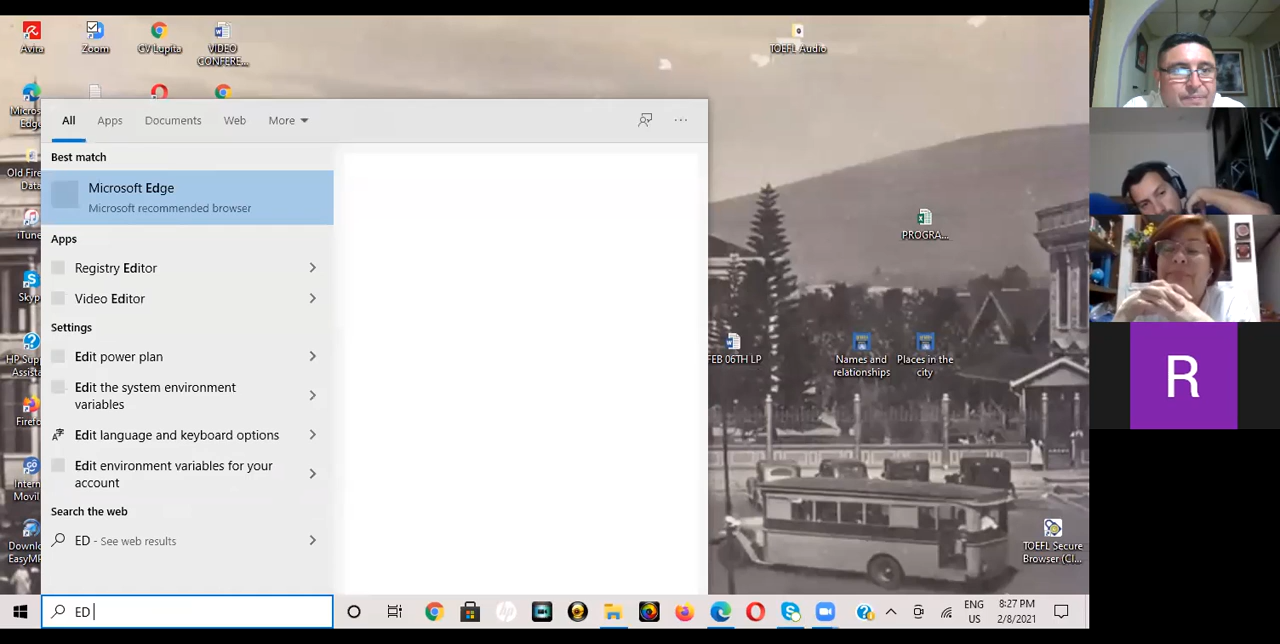 Avira
Zoom
CV Lupita
VIDEO
CONFERE...
TOEFL Audio
Micros
Edge
Old Fire
Data
iTune
Skyp
HP Sup
Assista
Firefo
Intern
Movil
Downlo
EasyMP
All
Apps
Documents
Web
More
Best match
Microsoft Edge
Microsoft recommended browser
Apps
Registry Editor
Video Editor
Settings
Edit power plan
Edit the system environment
variables
Edit language and keyboard options
Edit environment variables for your
account
Search the web
ED - See web results
ED
PROGRA...
FEB 06TH LP
Names and
relationships
Places in the
city
TOEFL Secure
Browser (Cl...
ENG
US
8:27 PM
2/8/2021
R